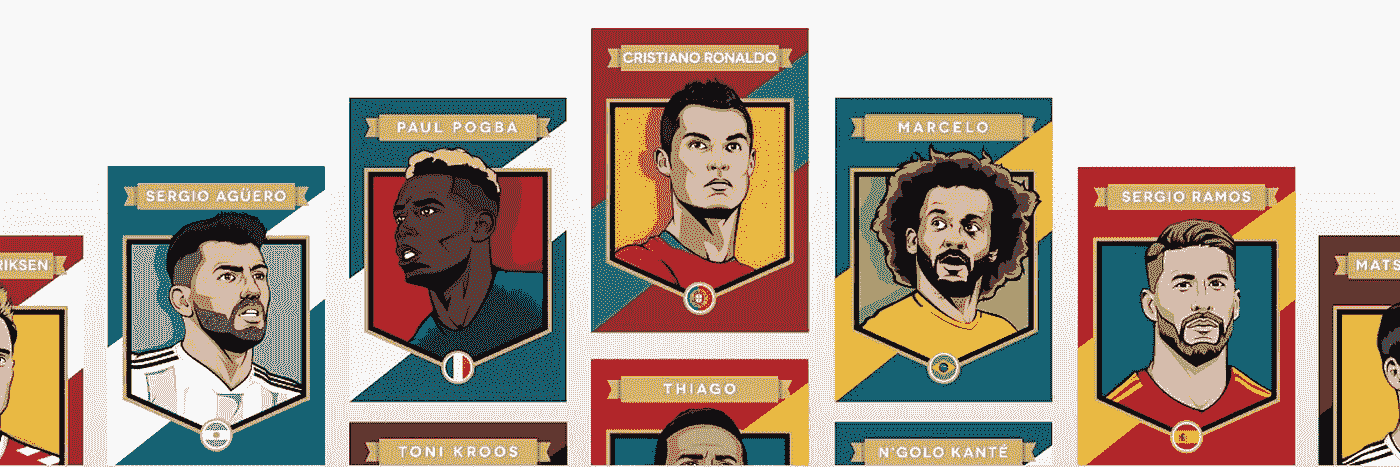 CRISTIANO RONALDO
PAUL POGBA
MARCELO
SERGIO AGÜERO
SERGIO RAMOS
RIKSEN
MATS
THIAGO
TONI KROOS
N'GOLO KANTÉ